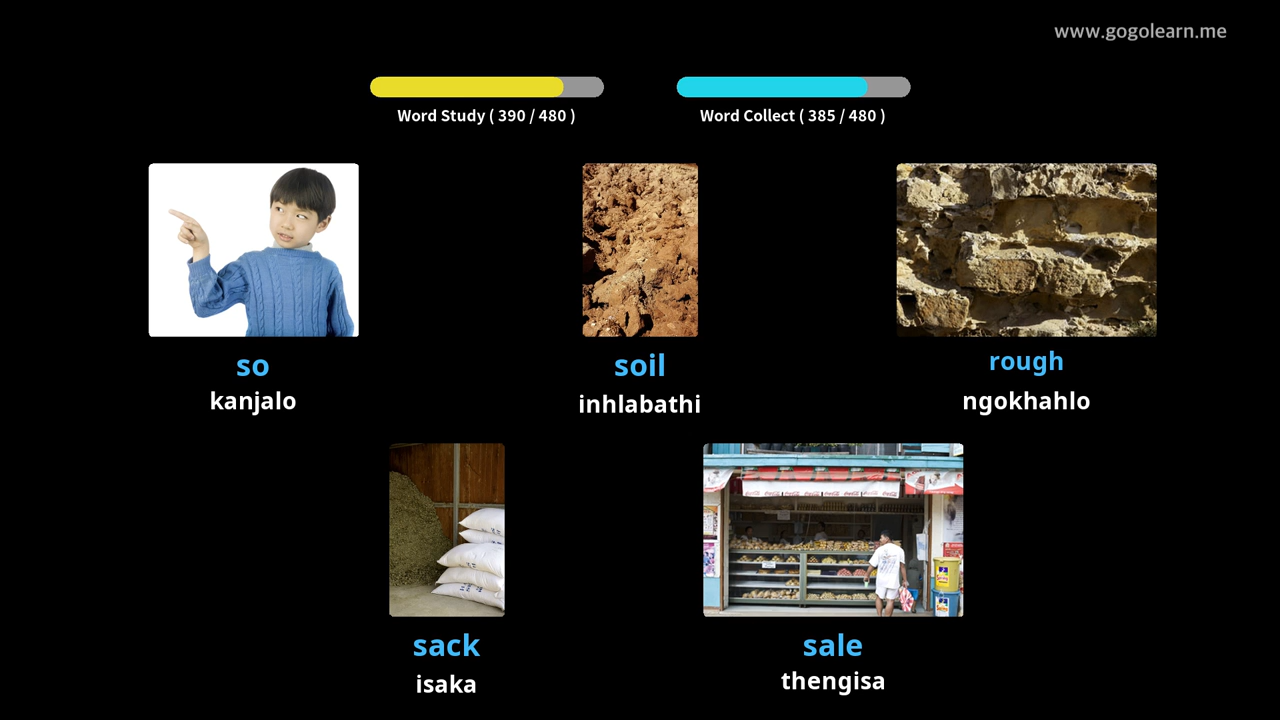 www.gogolearn.me
Word Study ( 390 / 480 )
Word Collect ( 385 / 480 )
so
kanjalo
soil
inhlabathi
rough
ngokhahlo
sack
isaka
sale
thengisa